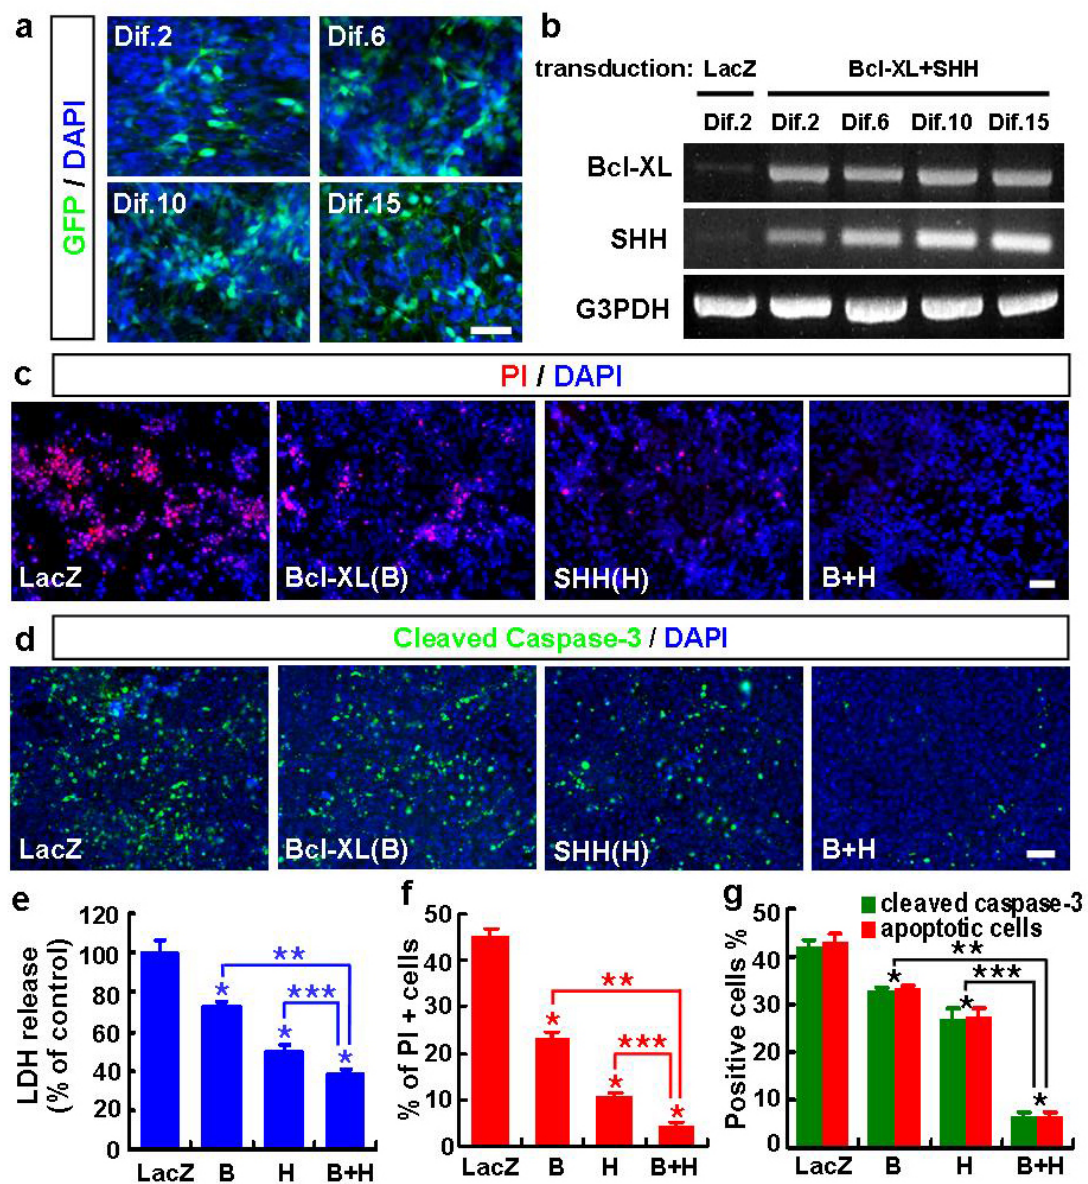 a
GFP / DAPI
Dif.2
Dif.6
Dif.10
Dif.15
b
transduction: LacZ Bcl-XL+SHH
Dif.2 Dif.2 Dif.6 Dif.10 Dif.15
Bcl-XL
SHH
G3PDH
c
PI / DAPI
LacZ
Bcl-XL(B)
SHH(H)
B+H
d
Cleaved Caspase-3 / DAPI
LacZ
Bcl-XL(B)
SHH(H)
B+H
e
LDH release
(% of control)
120
100
80
60
40
20
0
**
*
***
*
*
LacZ B H B+H
f
% of PI + cells
50
40
30
20
10
0
**
*
***
*
*
LacZ B H B+H
g
Positive cells %
50
40
30
20
10
0
cleaved caspase-3
apoptotic cells
**
***
*
*
*
LacZ B H B+H